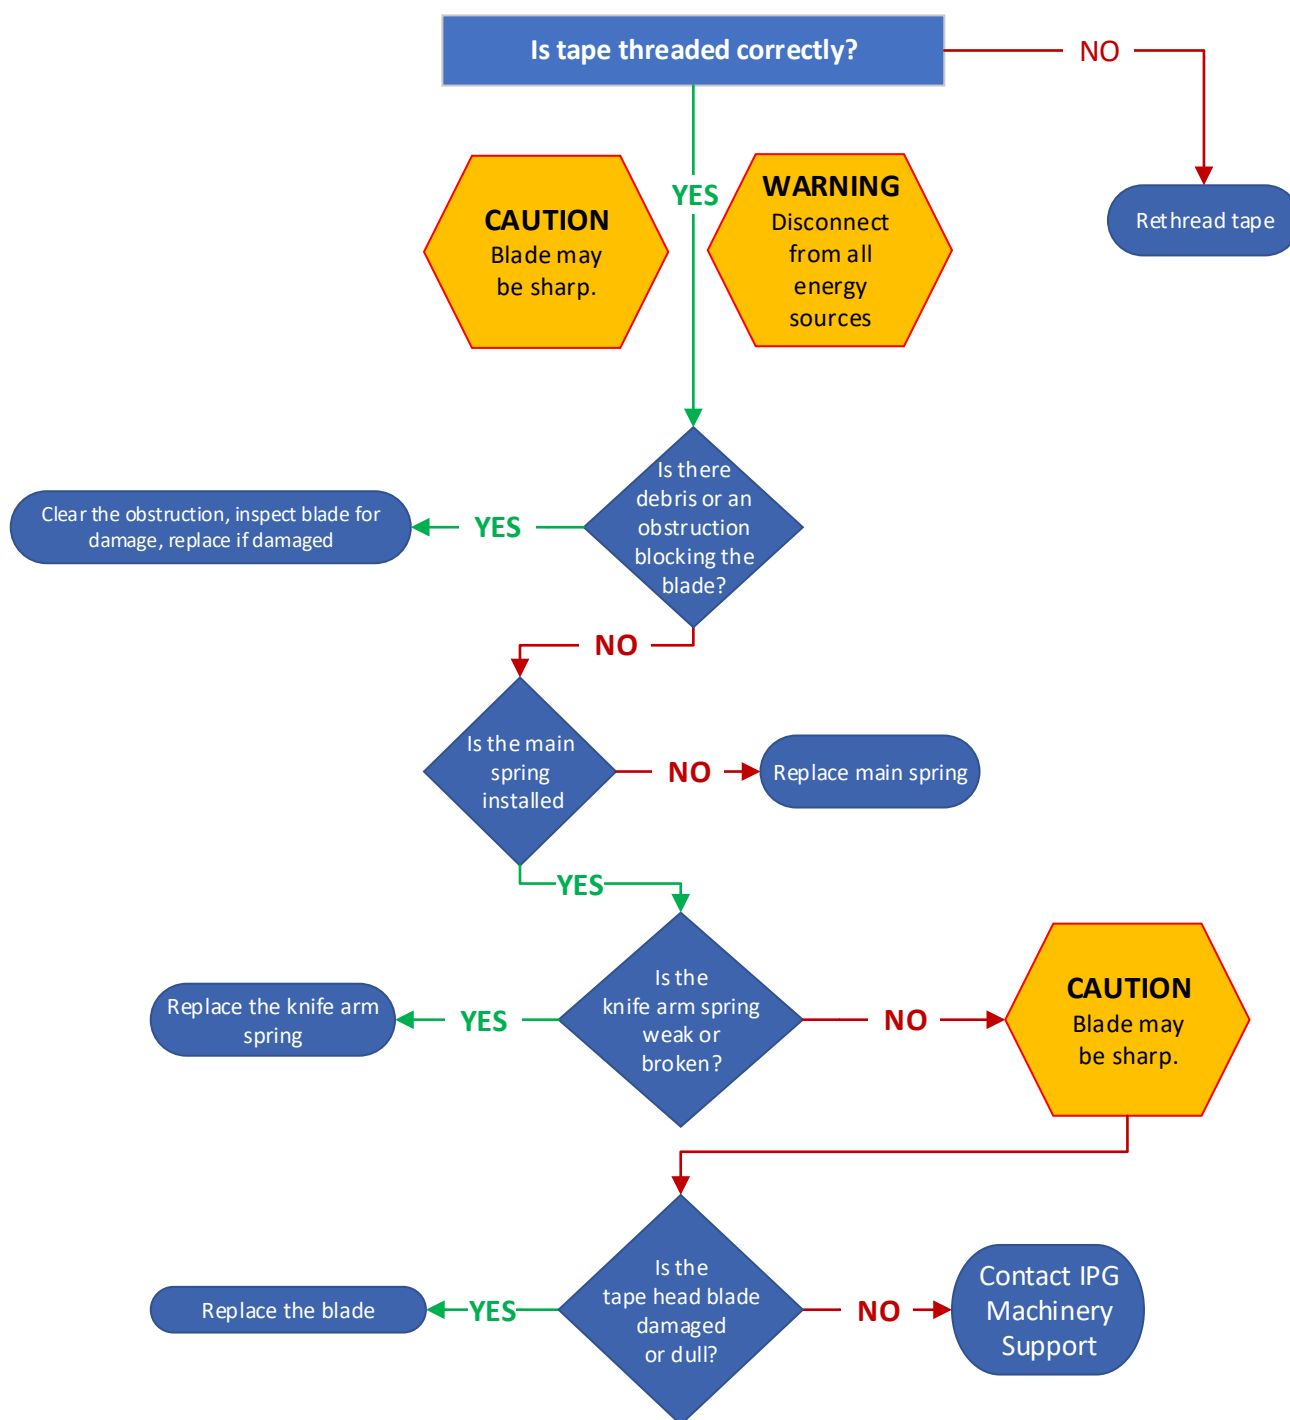 Is tape threaded correctly?
NO
YES
CAUTION
Blade may
be sharp.
WARNING
Disconnect
from all
energy
sources
Rethread tape
Is there
debris or an
obstruction
blocking the
blade?
YES
Clear the obstruction, inspect blade for
damage, replace if damaged
NO
Is the main
spring
installed
NO
Replace main spring
YES
Is the
knife arm spring
weak or
broken?
YES
Replace the knife arm
spring
NO
CAUTION
Blade may
be sharp.
Is the
tape head blade
damaged
or dull?
YES
Replace the blade
NO
Contact IPG
Machinery
Support